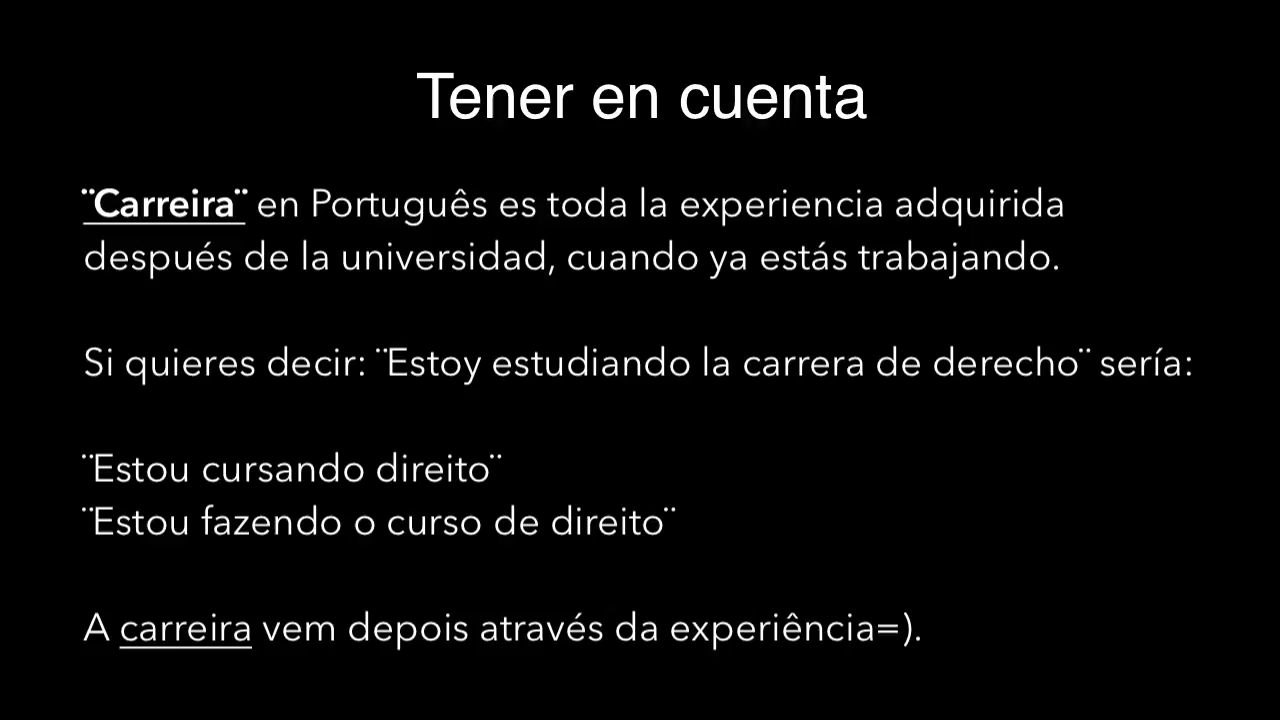 Tener en cuenta
¨Carreira¨ en Português es toda la experiencia adquirida
después de la universidad, cuando ya estás trabajando.
Si quieres decir: ¨Estoy estudiando la carrera de derecho¨ sería:
¨Estou cursando direito¨
¨Estou fazendo o curso de direito¨
A carreira vem depois através da experiência=).